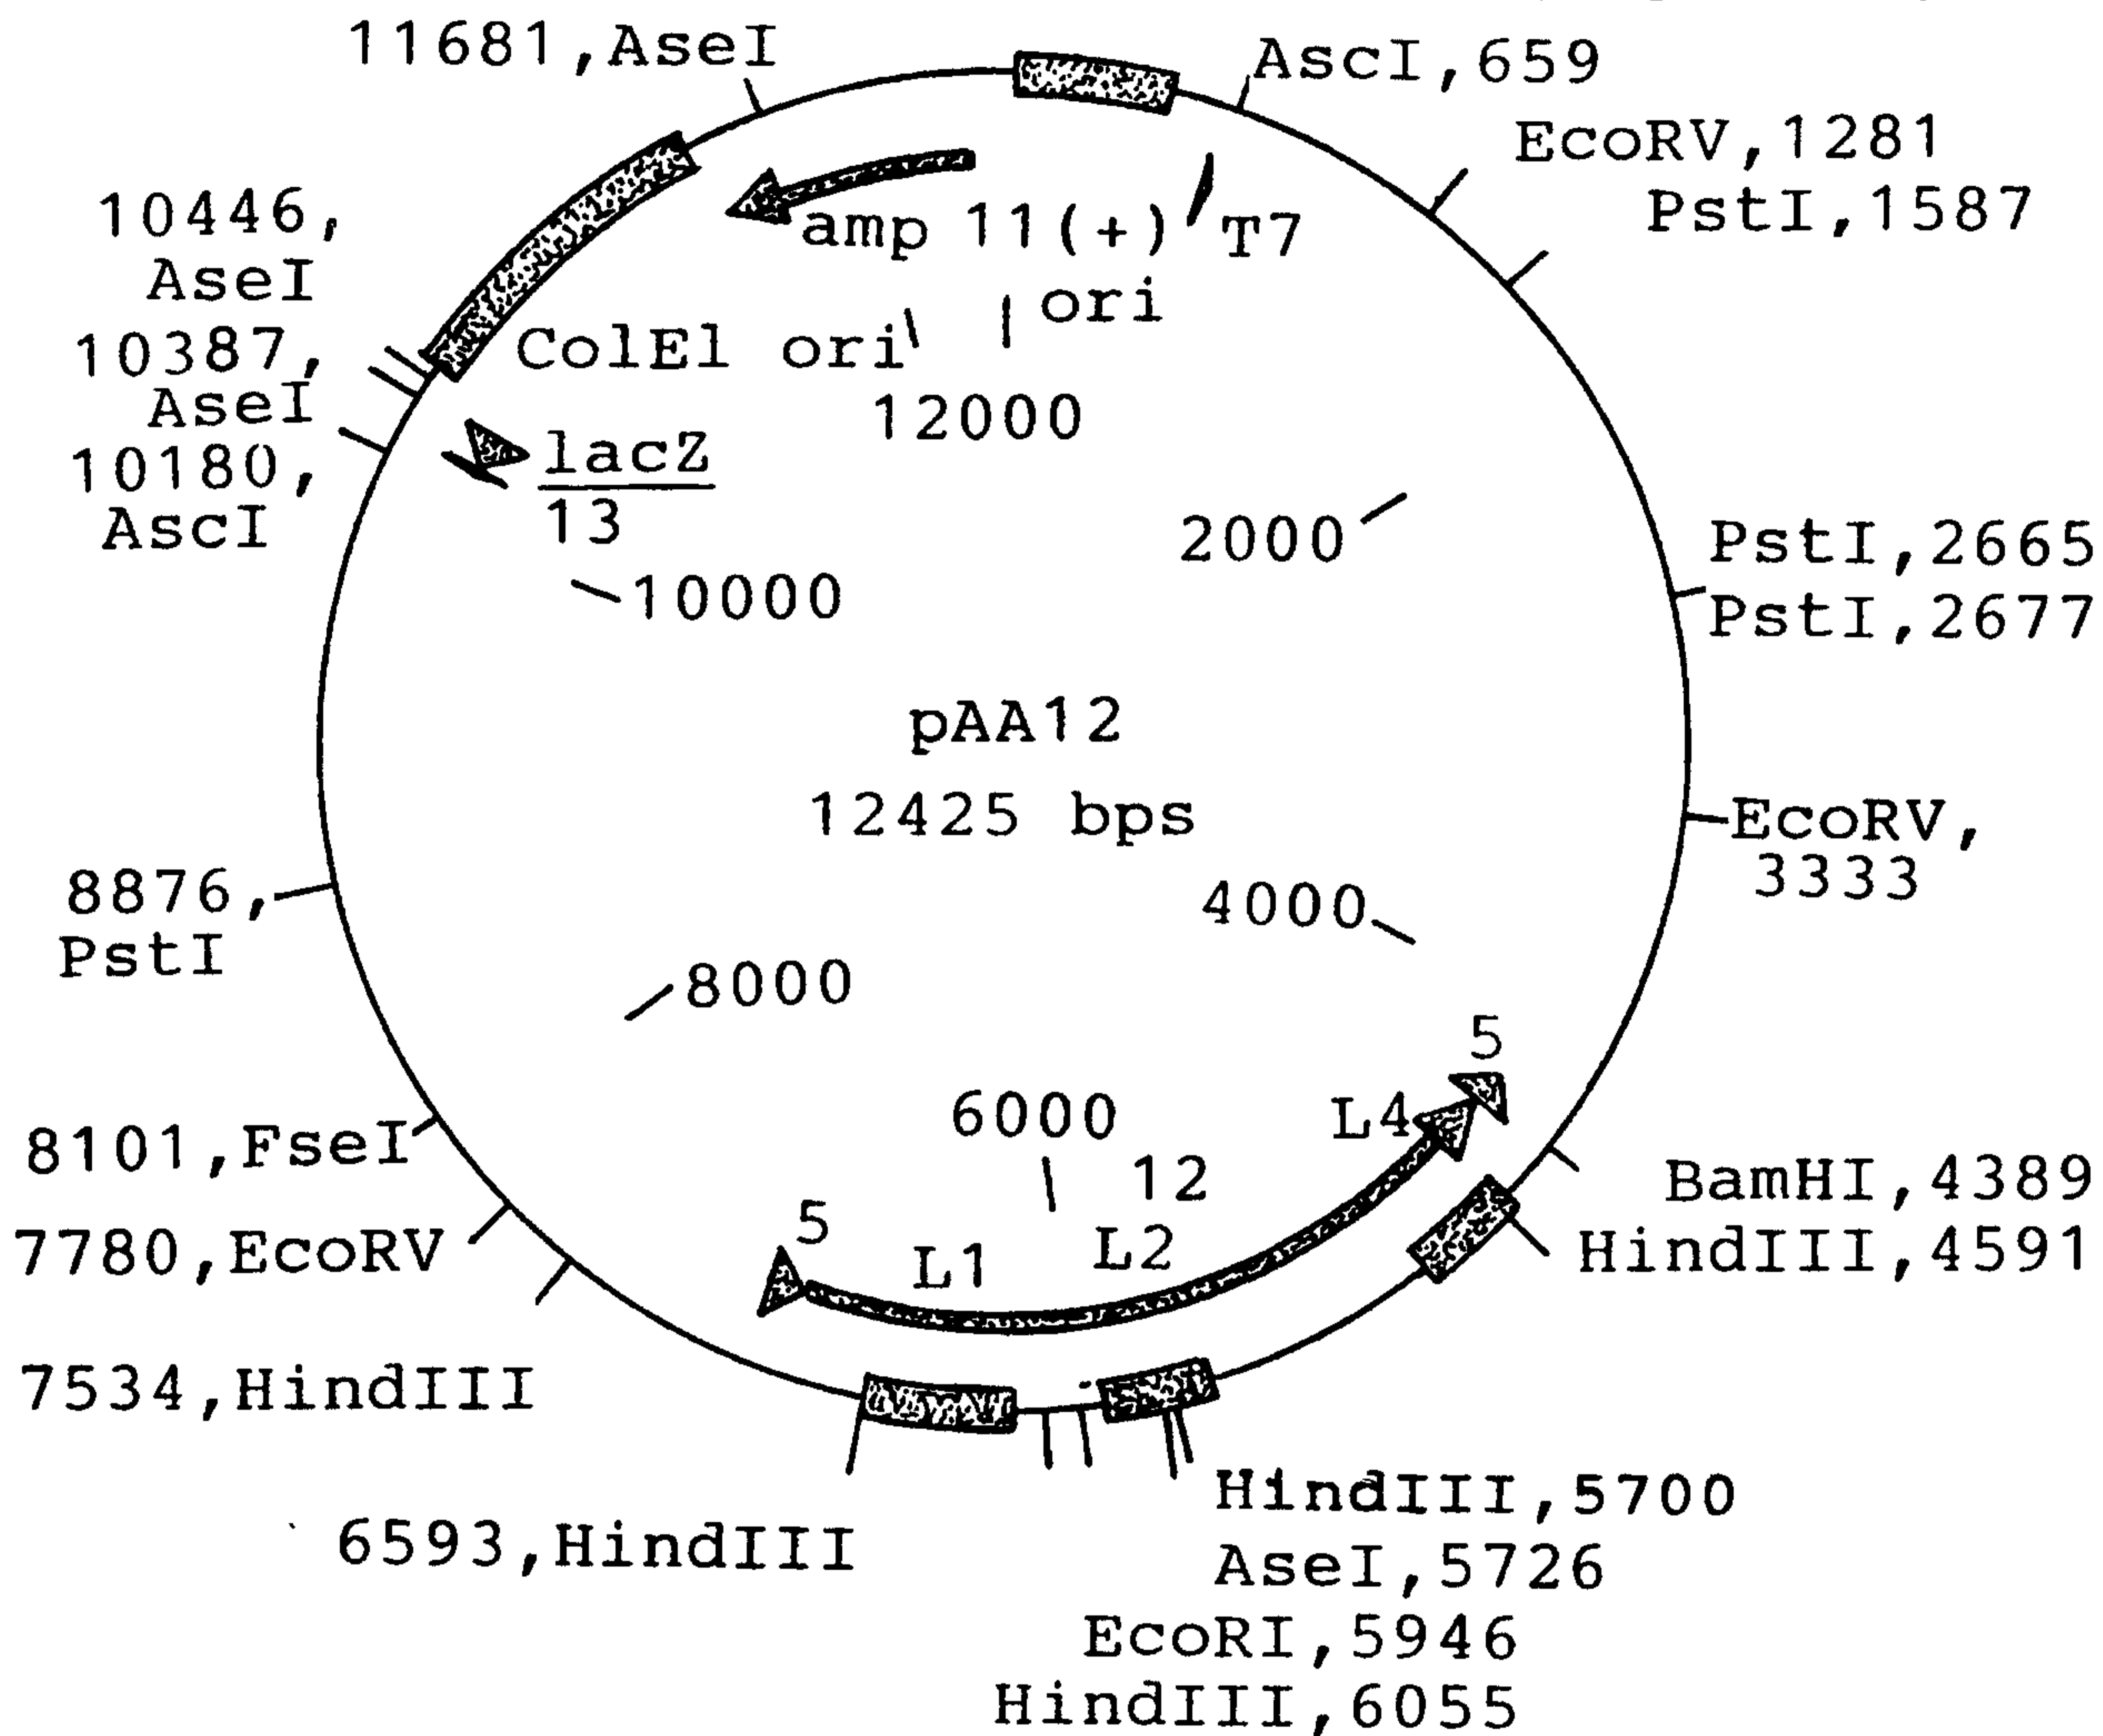 11681,AseI
AscI,659
EcoRV,1281
PstI,1587
10446,
AseI
10387,
AseI
10180,
AscI
amp 11(+) T7
ori
ColEl ori
12000
lacZ
13
2000
10000
PstI,2665
PstI,2677
pAA12
12425 bps
EcoRV,
3333
8876,
PstI
4000
8000
5
6000
L4
12
8101,FseI
BamHI,4389
7780,EcoRV
5
L1
L2
HindIII,4591
7534,HindIII
6593,HindIII
HindIII,5700
AseI,5726
EcoRI,5946
HindIII,6055